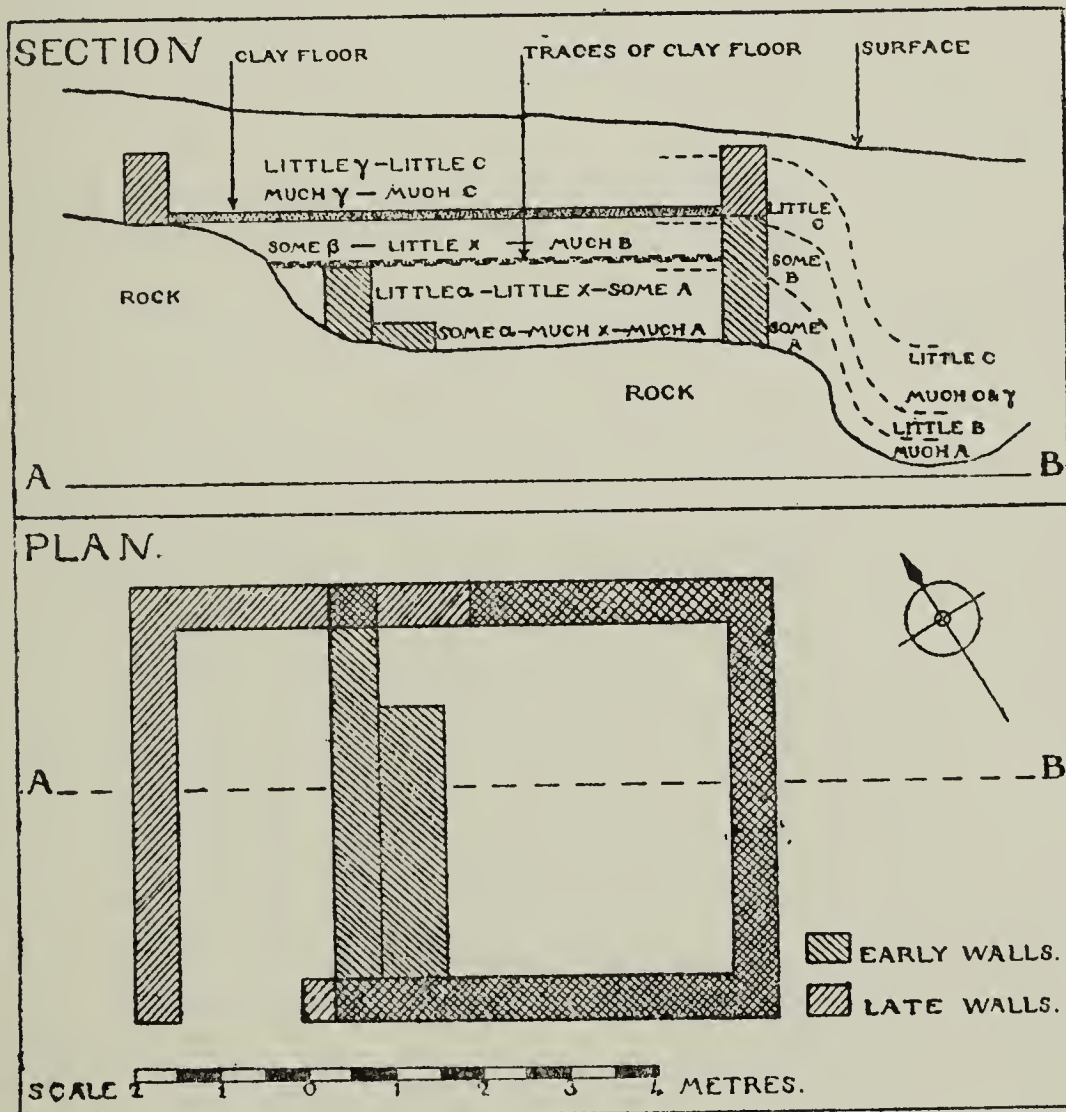 SECTION
CLAY FLOOR
TRACES OF CLAY FLOOR
SURFACE
LITTLE γ–LITTLE C
MUCH γ – MUCH C
LITTLE C
SOME β – LITTLE X – MUCH B
SOME B
ROCK
LITTLE α–LITTLE X–SOME A
SOME α–MUCH X–MUCH A
SOME A
LITTLE C
ROCK
MUCH C & γ
LITTLE B
MUCH A
A
B
PLAN.
A
B
EARLY WALLS.
LATE WALLS.
SCALE 2 1 0 1 2 3 4 METRES.